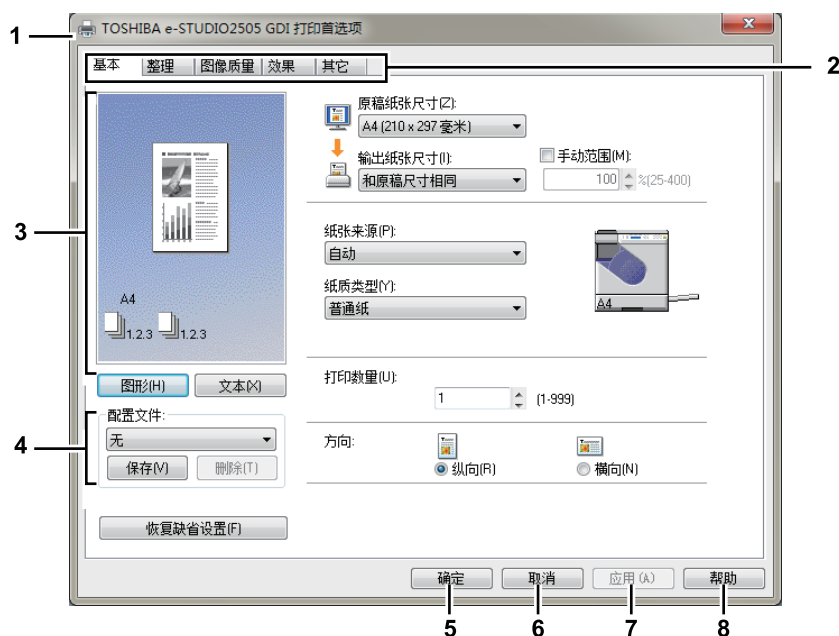 1
TOSHIBA e-STUDIO2505 GDI 打印首选项
基本 整理 图像质量 效果 其它
2
3
A4
1.2.3 1.2.3
图形(H) 文本(X)
4
配置文件:
无
保存(V) 删除(T)
恢复缺省设置(F)
原稿纸张尺寸(Z):
A4 (210 x 297 毫米)
输出纸张尺寸(I):
和原稿尺寸相同
手动范围(M):
100 %(25-400)
纸张来源(P):
自动
纸质类型(Y):
普通纸
A4
打印数量(U):
1 (1-999)
方向:
纵向(R) 横向(N)
确定 取消 应用(A) 帮助
5 6 7 8